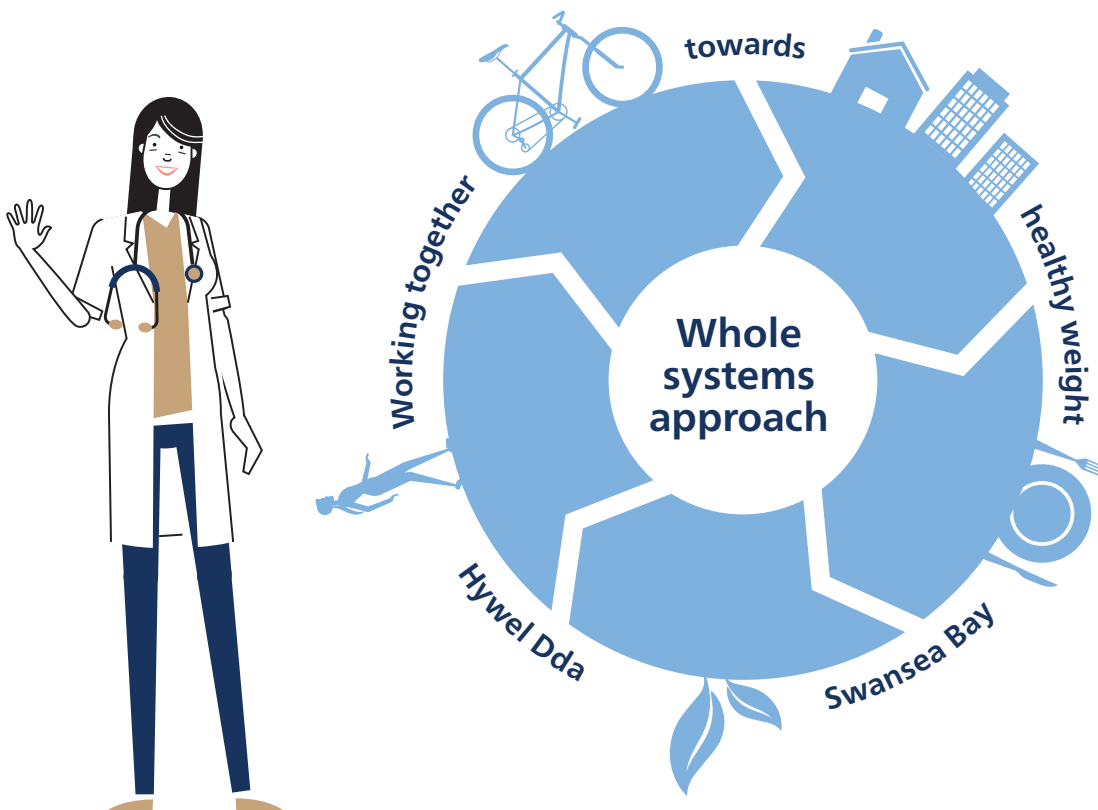 Working together
towards
healthy weight
Swansea Bay
Hywel Dda
Whole
systems
approach